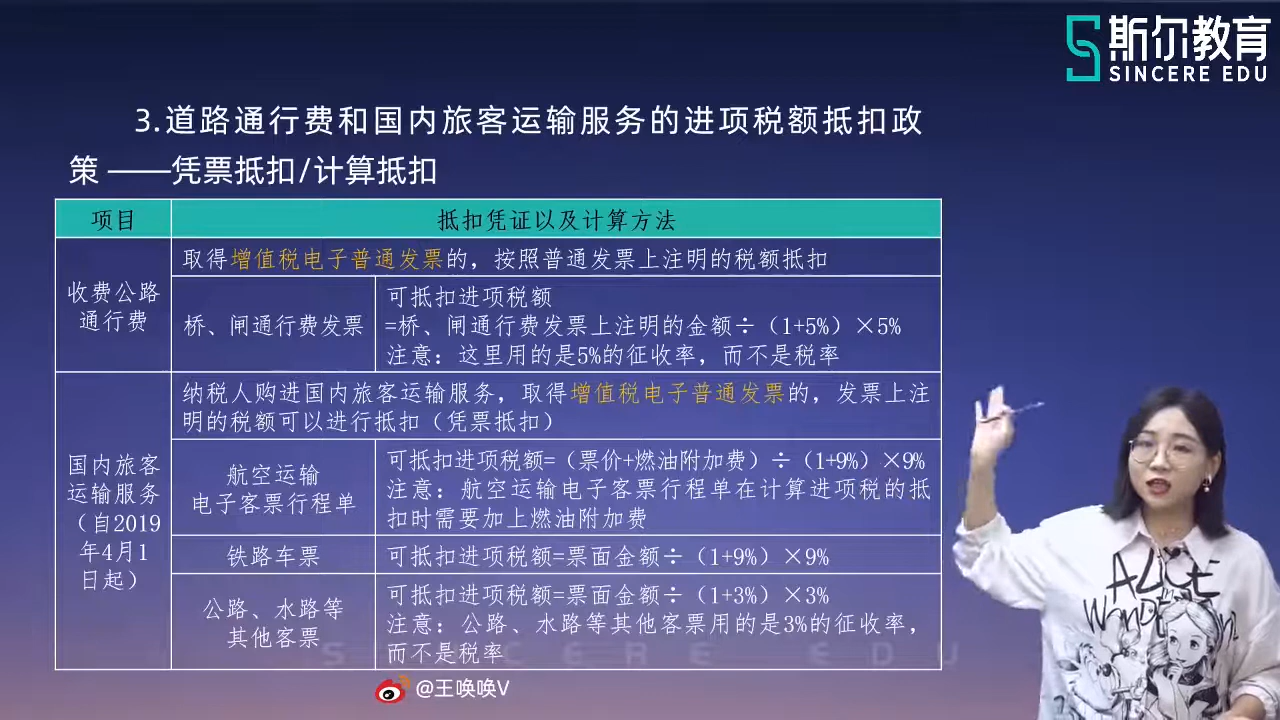 斯尔教育
SINCERE EDU
3.道路通行费和国内旅客运输服务的进项税额抵扣政
策 ——凭票抵扣/计算抵扣
项目
抵扣凭证以及计算方法
收费公路
通行费
取得增值税电子普通发票的，按照普通发票上注明的税额抵扣
桥、闸通行费发票
可抵扣进项税额
=桥、闸通行费发票上注明的金额÷（1+5%）×5%
注意：这里用的是5%的征收率，而不是税率
国内旅客
运输服务
（自2019
年4月1
日起）
纳税人购进国内旅客运输服务，取得增值税电子普通发票的，发票上注
明的税额可以进行抵扣（凭票抵扣）
航空运输
电子客票行程单
可抵扣进项税额=（票价+燃油附加费）÷（1+9%）×9%
注意：航空运输电子客票行程单在计算进项税的抵
扣时需要加上燃油附加费
铁路车票
可抵扣进项税额=票面金额÷（1+9%）×9%
公路、水路等
其他客票
可抵扣进项税额=票面金额÷（1+3%）×3%
注意：公路、水路等其他客票用的是3%的征收率，
而不是税率
SINCERE EDU
@王唤唤V
ALICE